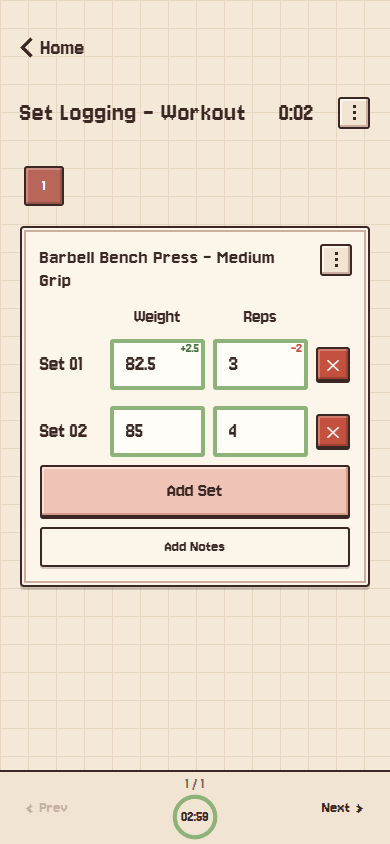 Home
Set Logging - Workout 0:02
1
Barbell Bench Press - Medium
Grip
Weight Reps
Set 01 82.5 +2.5 3 -2
Set 02 85 4
Add Set
Add Notes
1 / 1
Prev 02:59 Next